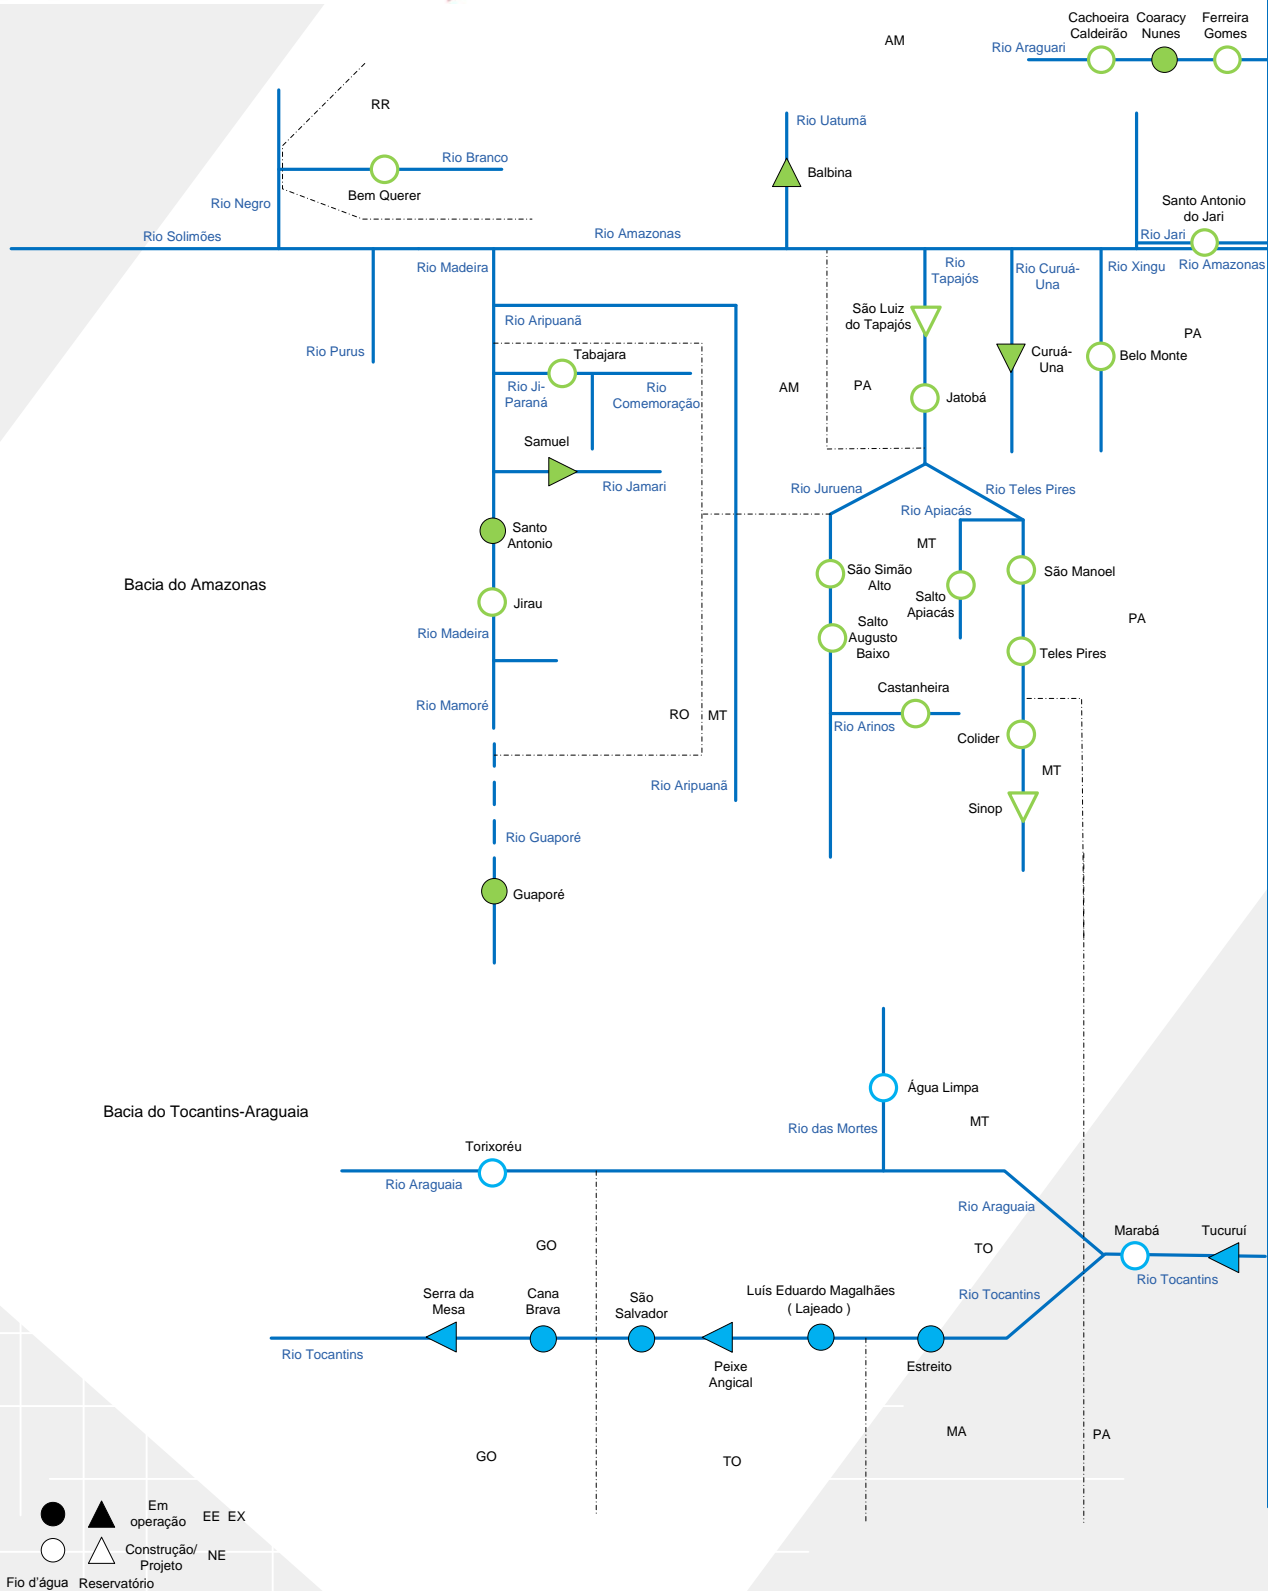 Cachoeira
Caldeirão
Coaracy
Nunes
Ferreira
Gomes
AM
Rio Araguari
RR
Rio Uatumã
Rio Branco
Balbina
Bem Querer
Rio Negro
Santo Antonio
do Jari
Rio Solimões
Rio Amazonas
Rio Jari
Rio Madeira
Rio
Tapajós
Rio Curuá-
Una
Rio Xingu
Rio Amazonas
São Luiz
do Tapajós
Rio Aripuanã
PA
Rio Purus
Tabajara
Curuá-
Una
Belo Monte
Rio Ji-
Paraná
Rio
Comemoração
AM
PA
Jatobá
Samuel
Rio Jamari
Rio Juruena
Rio Teles Pires
Rio Apiacás
Santo
Antonio
MT
São Simão
Alto
São Manoel
Bacia do Amazonas
Salto
Apiacás
Jirau
Salto
Augusto
Baixo
PA
Rio Madeira
Teles Pires
Castanheira
Rio Mamoré
RO
MT
Rio Arinos
Colider
MT
Rio Aripuanã
Sinop
Rio Guaporé
Guaporé
Água Limpa
Bacia do Tocantins-Araguaia
MT
Rio das Mortes
Torixoréu
Rio Araguaia
Rio Araguaia
Marabá
Tucuruí
GO
TO
Rio Tocantins
Serra da
Mesa
Cana
Brava
São
Salvador
Luís Eduardo Magalhães
( Lajeado )
Rio Tocantins
Rio Tocantins
Peixe
Angical
Estreito
MA
PA
GO
TO
Em
operação
EE EX
Construção/
Projeto
NE
Fio d'água
Reservatório